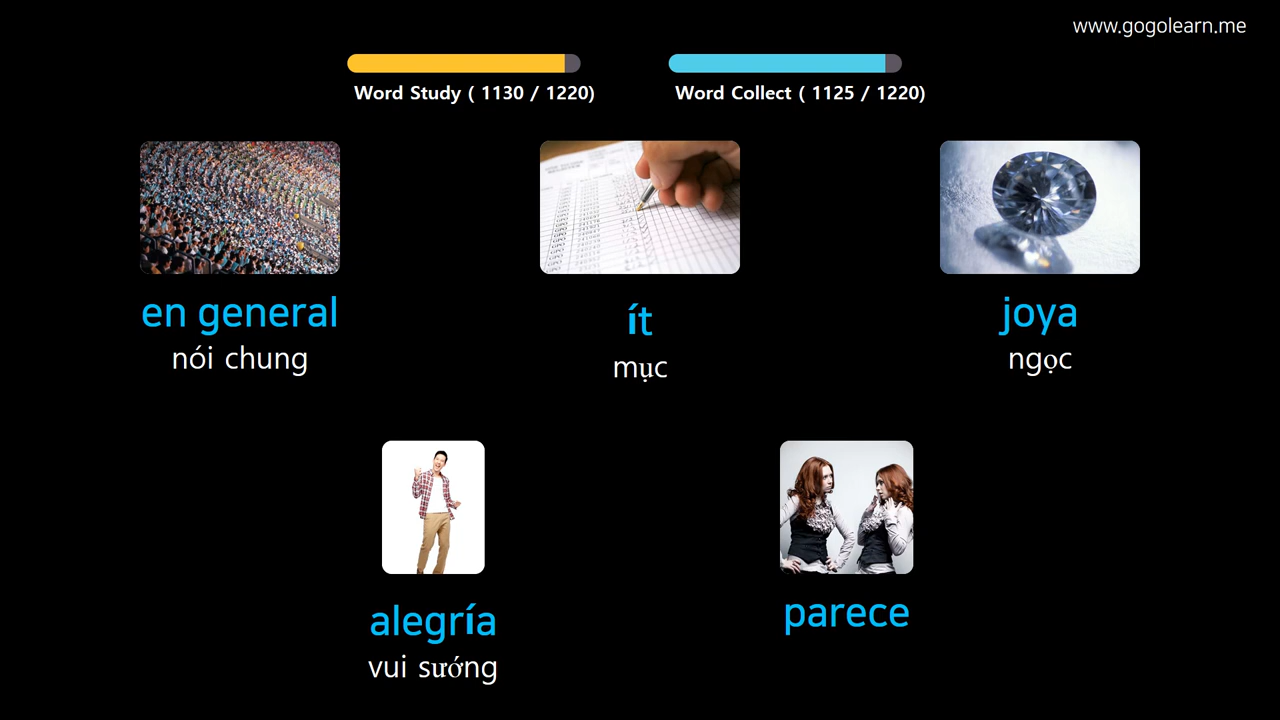 www.gogolearn.me
Word Study ( 1130 / 1220)
Word Collect ( 1125 / 1220)
en general
nói chung
ít
mục
joya
ngọc
alegría
vui sướng
parece